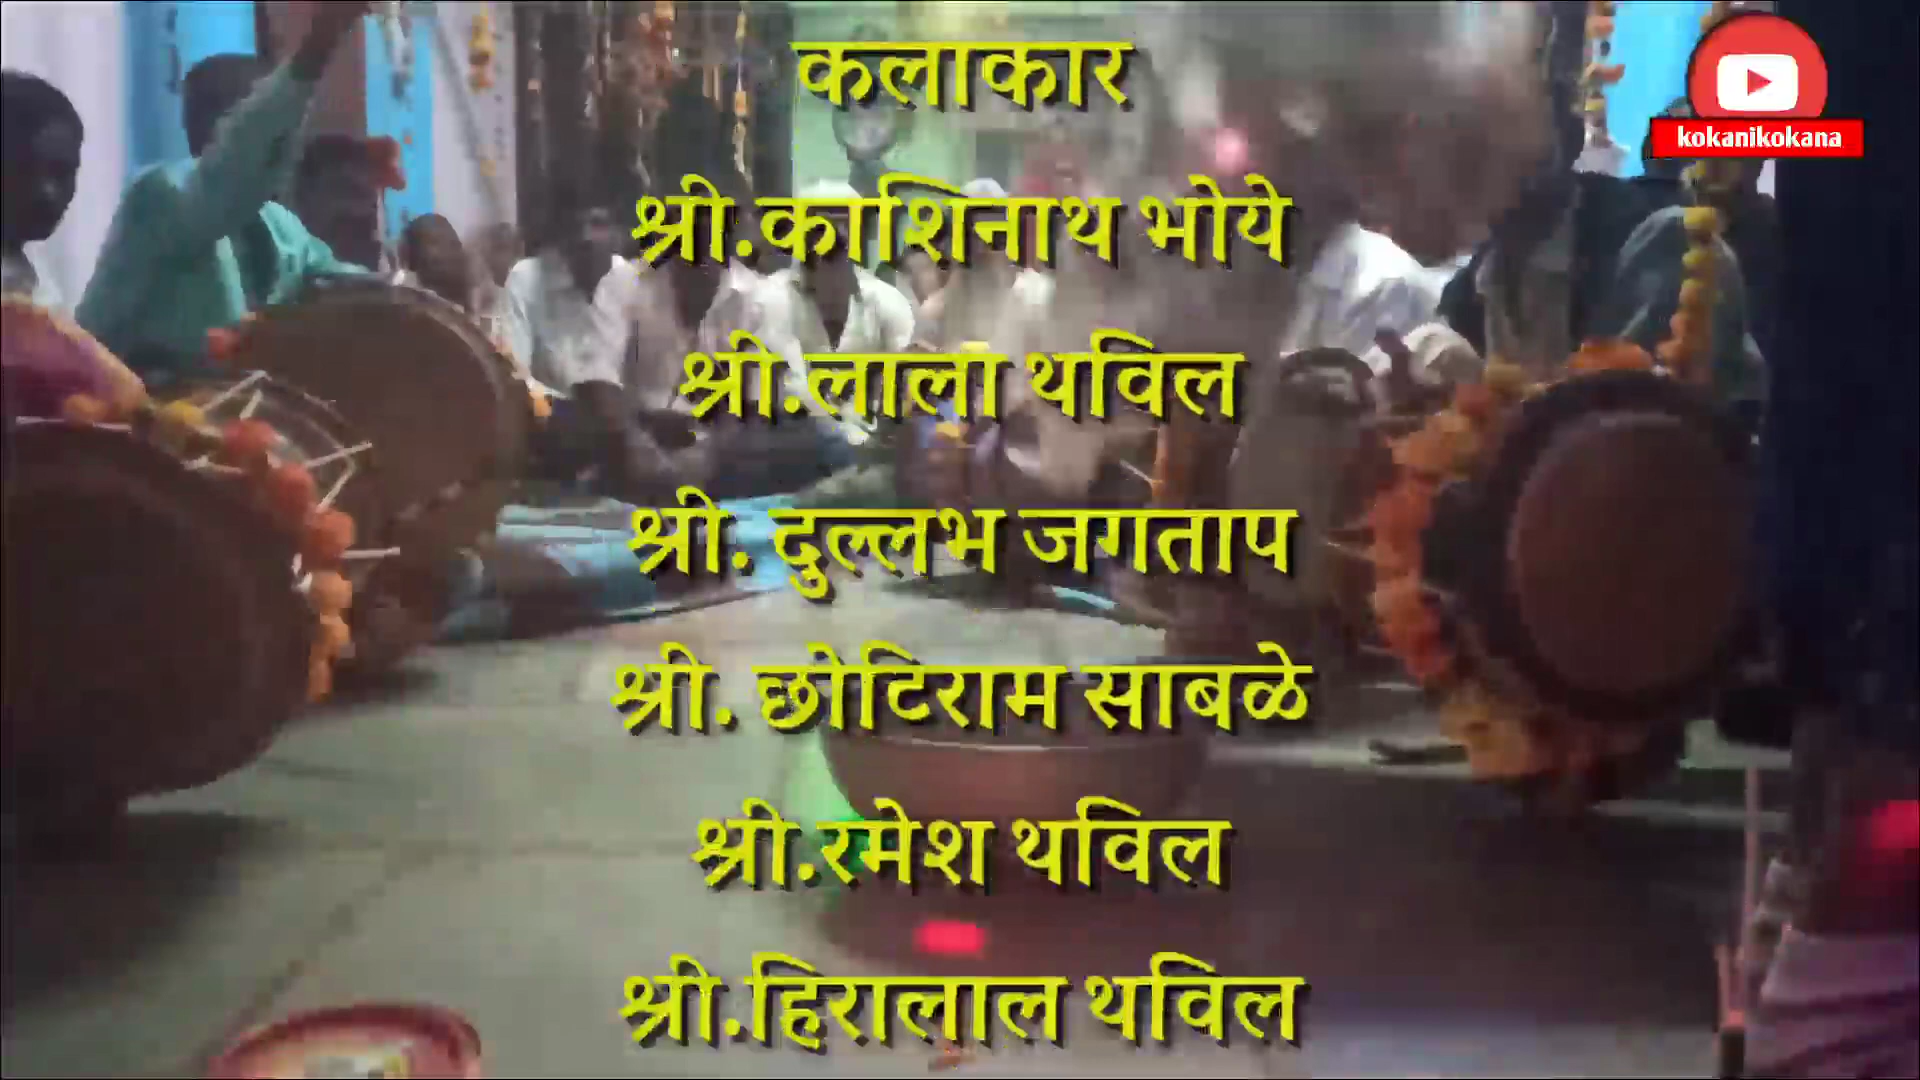 कलाकार
kokanikokana
श्री.काशिनाथ भोये
श्री.लाला थविल
श्री. दुल्लभ जगताप
श्री. छोटिराम साबळे
श्री.रमेश थविल
श्री.हिरालाल थविल